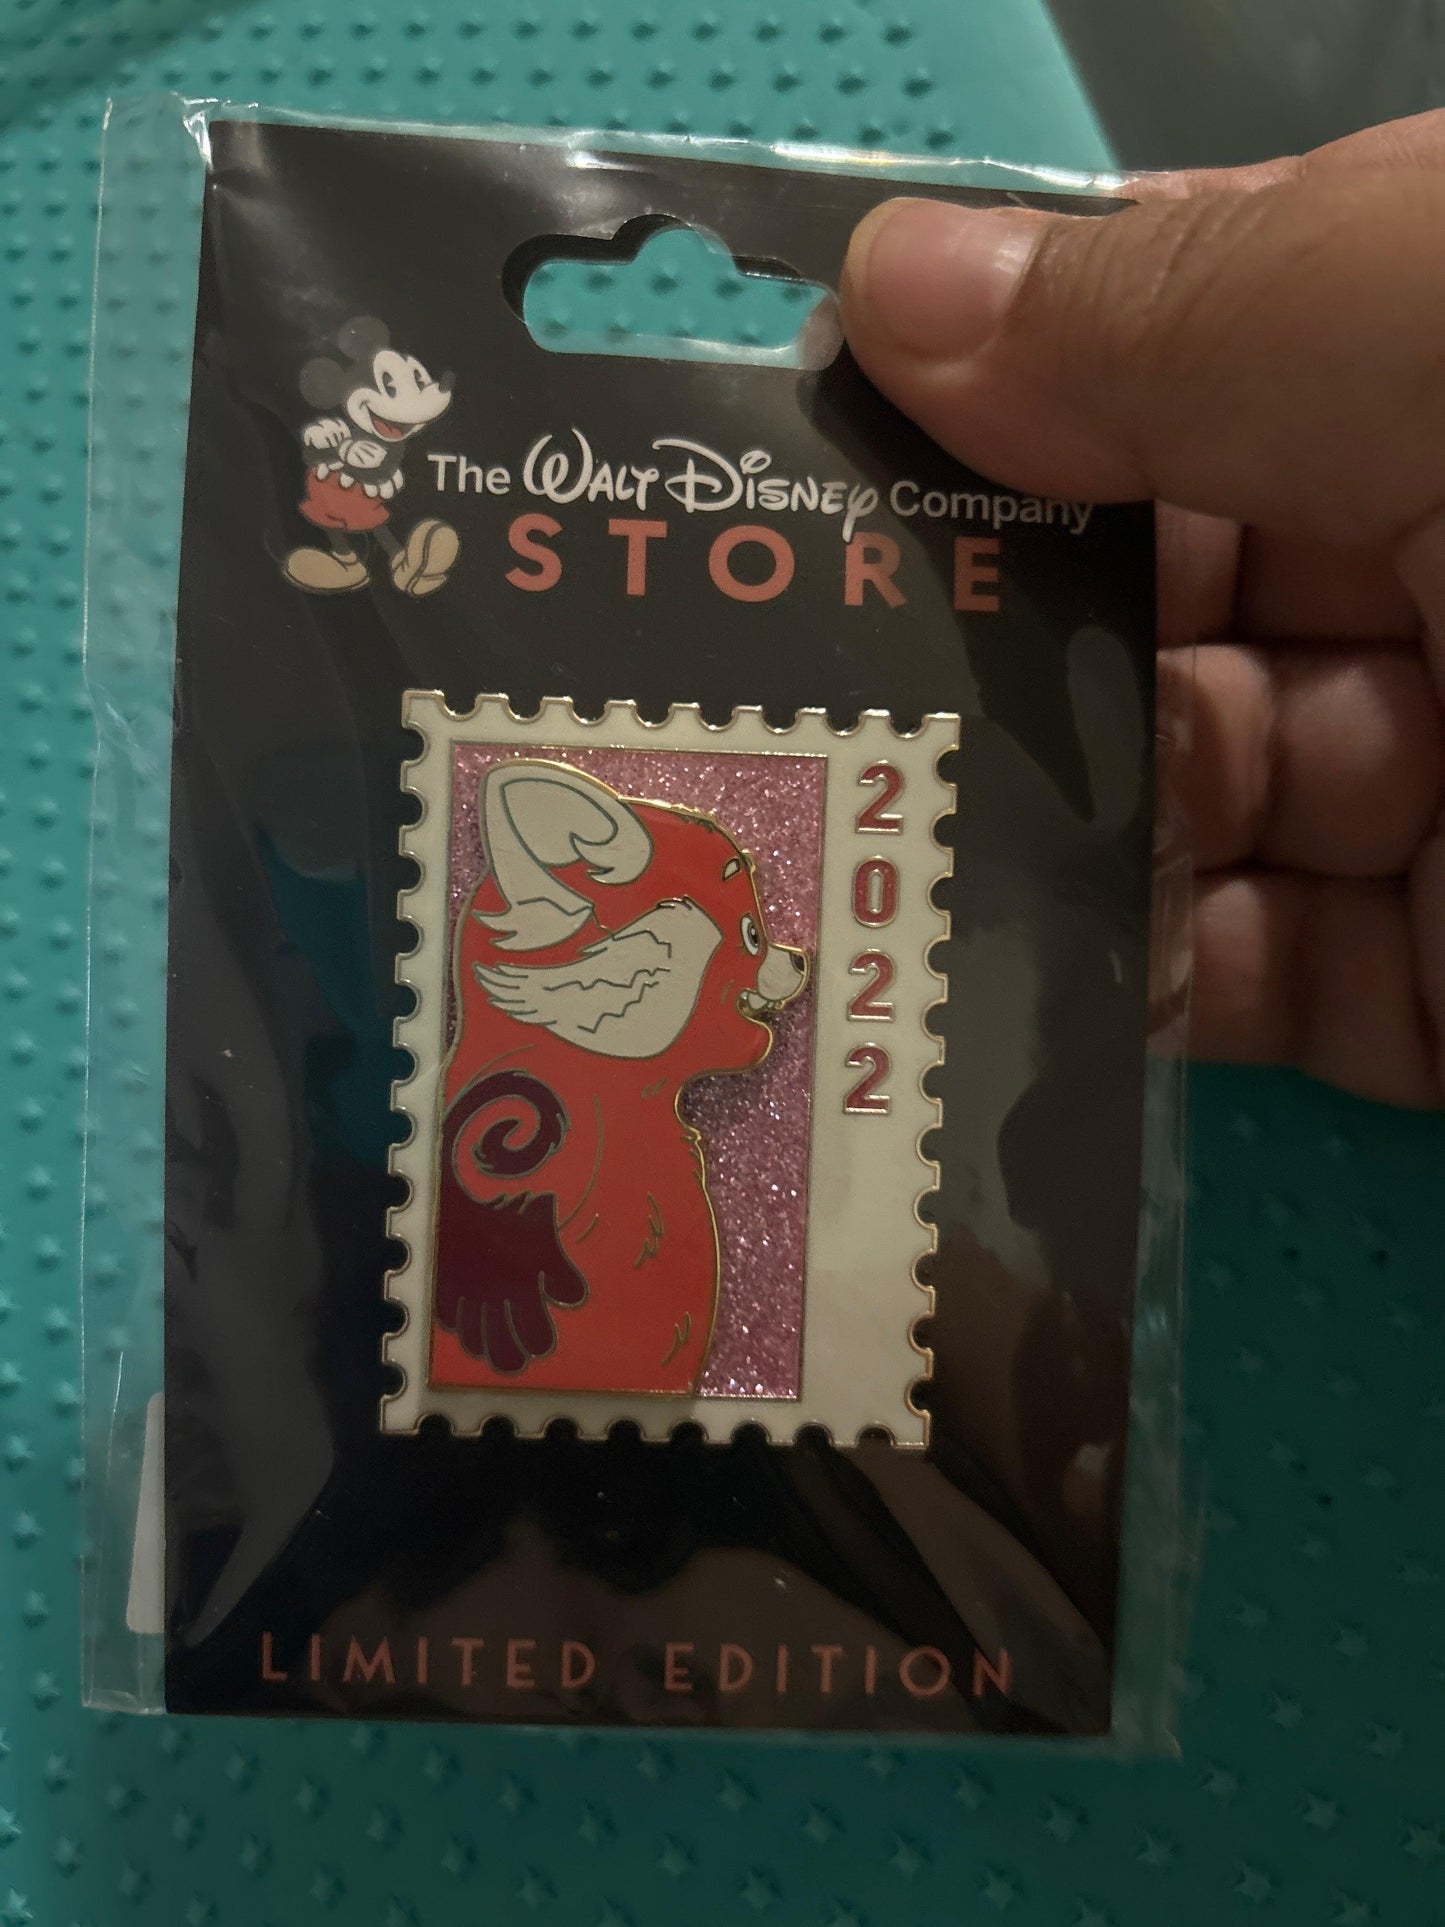 The Walt Disney Company
STORE
2022
LIMITED EDITION